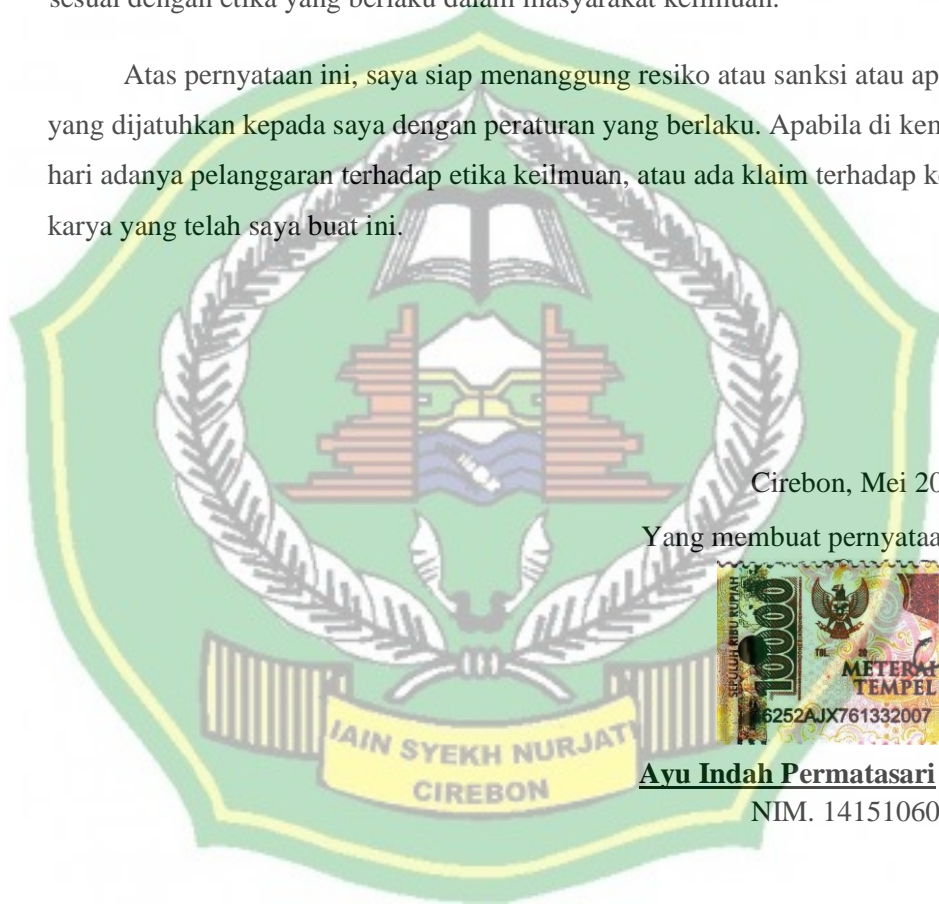 sesuai dengan etika yang berlaku dalam masyarakat keilmuan.
Atas pernyataan ini, saya siap menanggung resiko atau sanksi atau ap
yang dijatuhkan kepada saya dengan peraturan yang berlaku. Apabila di ken
hari adanya pelanggaran terhadap etika keilmuan, atau ada klaim terhadap ke
karya yang telah saya buat ini.
Cirebon, Mei 20
Yang membuat pernyataa
SEPULUH RIBU RUPIAH
10000
TGL. 20
METERAI
TEMPEL
6252AJX761332007
Ayu Indah Permatasari
NIM. 14151060
IAIN SYEKH NURJATI
CIREBON